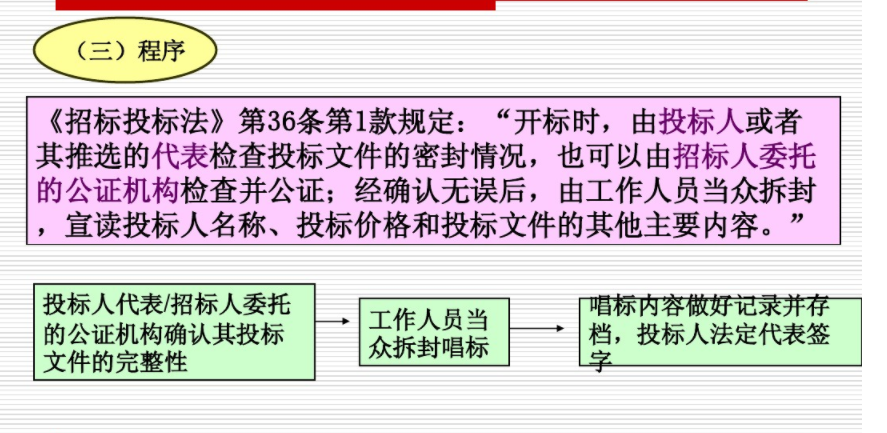 （三）程序
《招标投标法》第36条第1款规定：“开标时，由投标人或者
其推选的代表检查投标文件的密封情况，也可以由招标人委托
的公证机构检查并公证；经确认无误后，由工作人员当众拆封
，宣读投标人名称、投标价格和投标文件的其他主要内容。”
投标人代表/招标人委托
的公证机构确认其投标
文件的完整性
工作人员当
众拆封唱标
唱标内容做好记录并存
档，投标人法定代表签
字